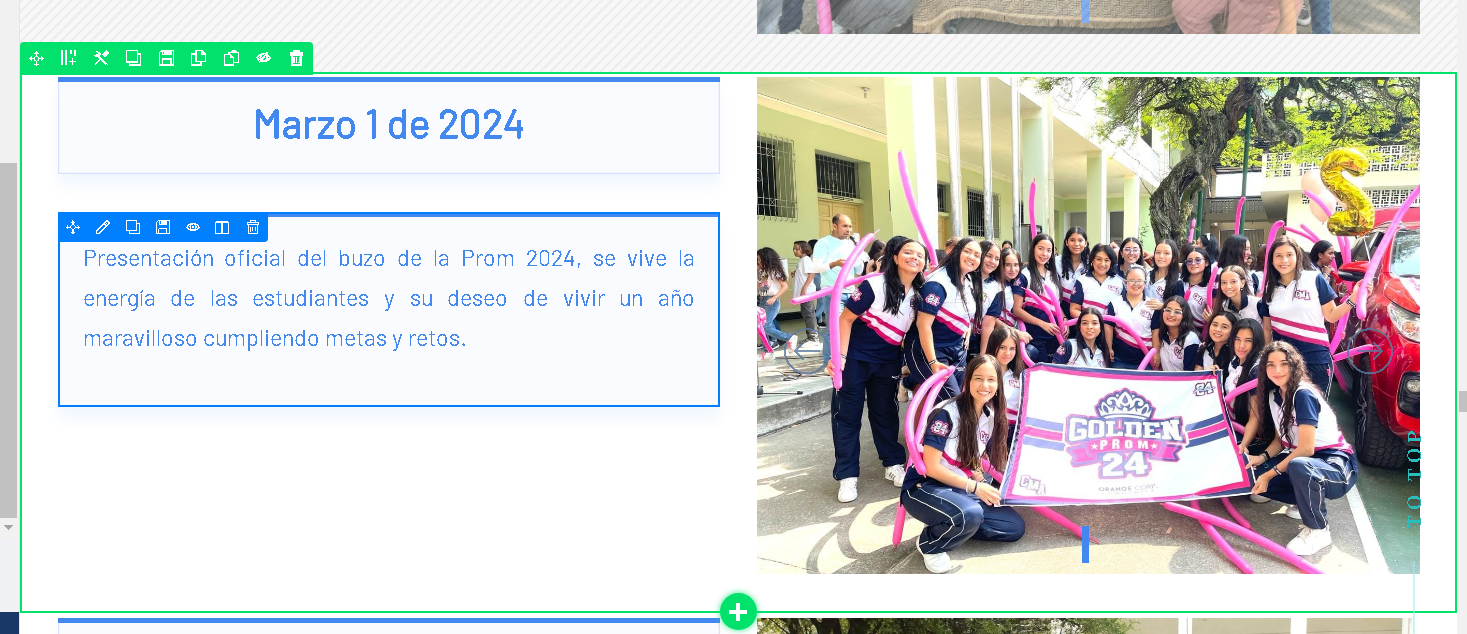 Marzo 1 de 2024
Presentación oficial del buzo de la Prom 2024, se vive la
energía de las estudiantes y su deseo de vivir un año
maravilloso cumpliendo metas y retos.
24
GOLDEN
PROM
24
TO TOP